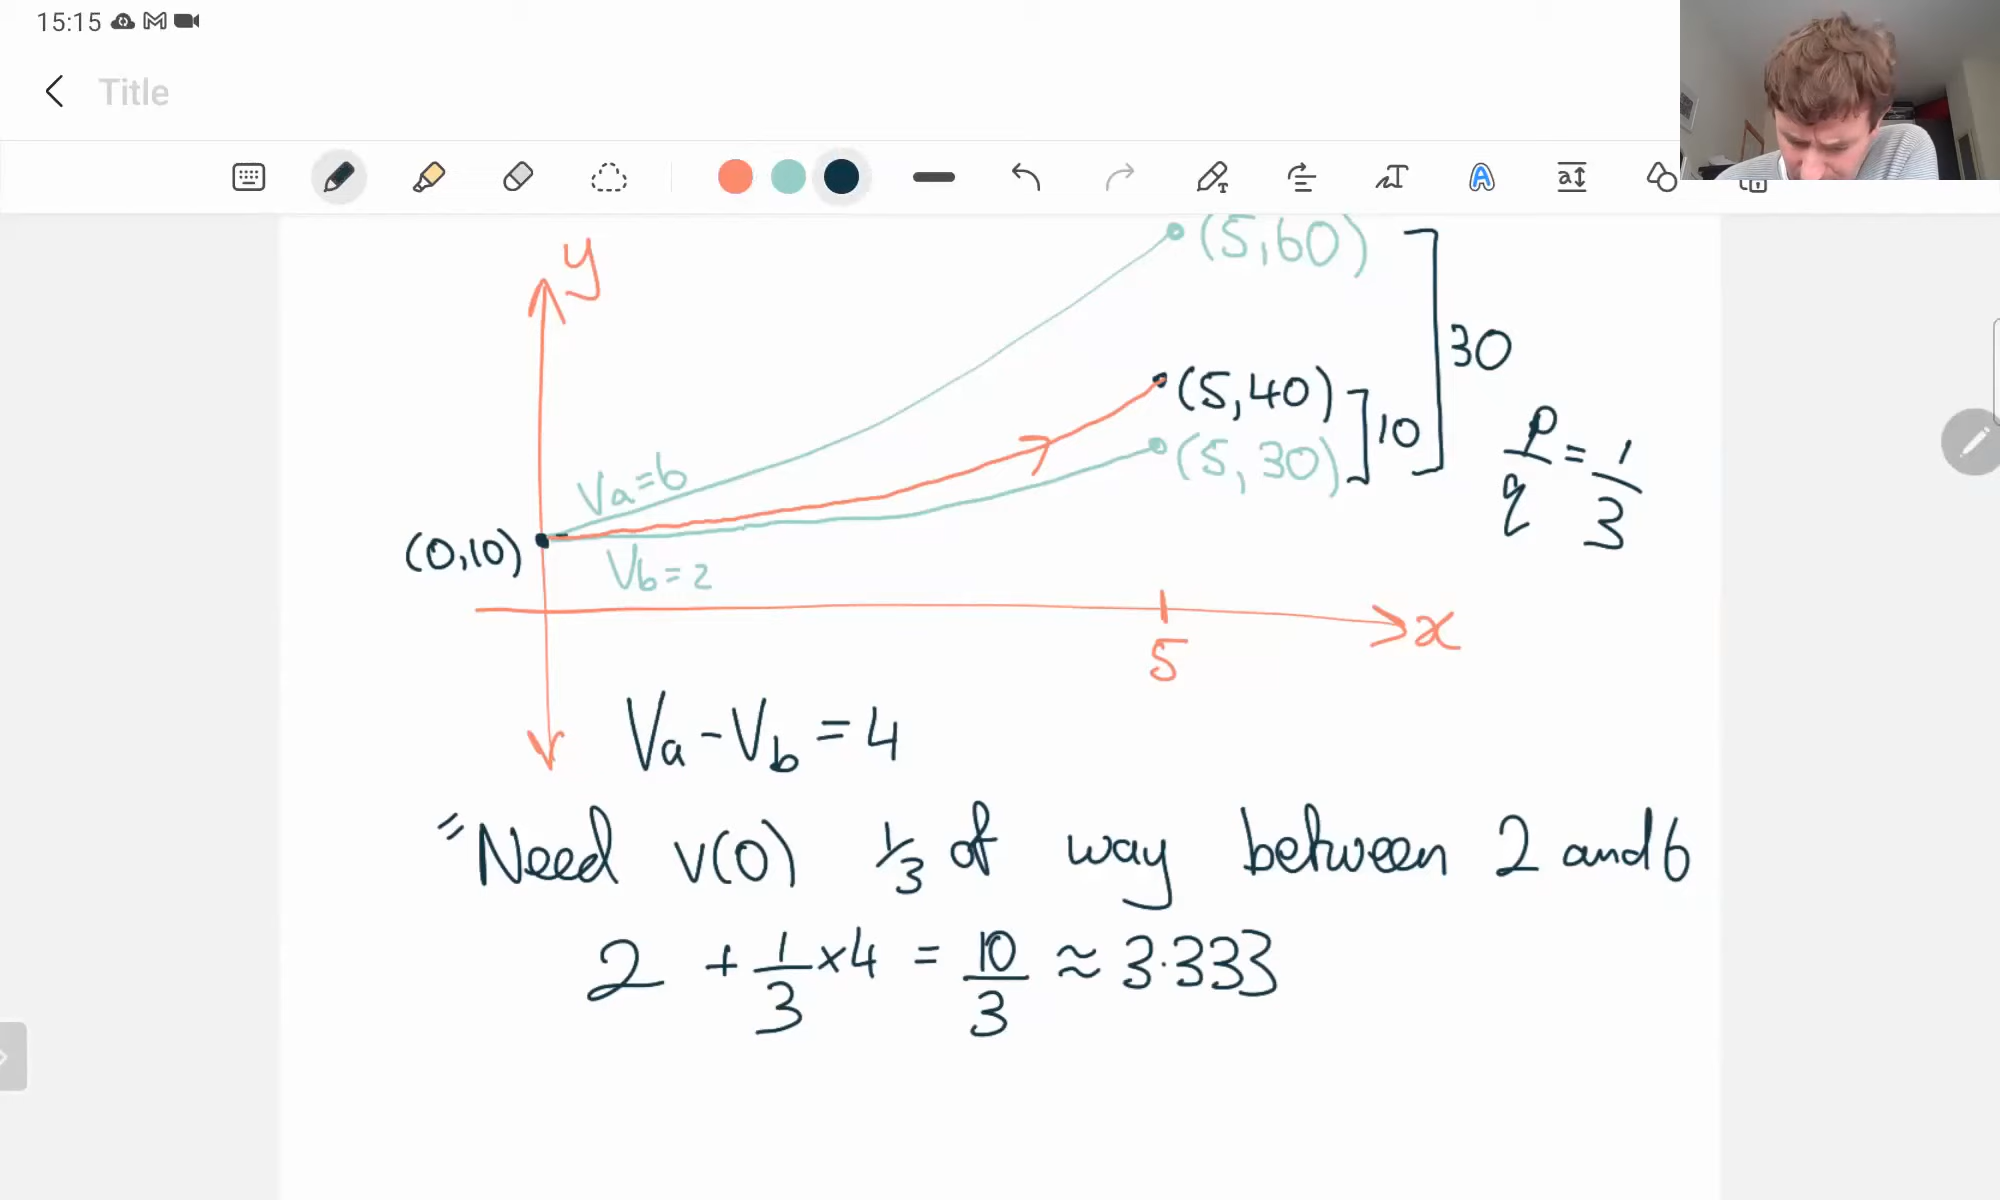 15:15
Title
y
(5,60)
30
(5,40)
10
(5,30)
p/q = 1/3
Va=6
(0,10)
Vb=2
x
5
Va - Vb = 4
"Need v(0) 1/3 of way between 2 and 6
2 + 1/3 × 4 = 10/3 ≈ 3.333